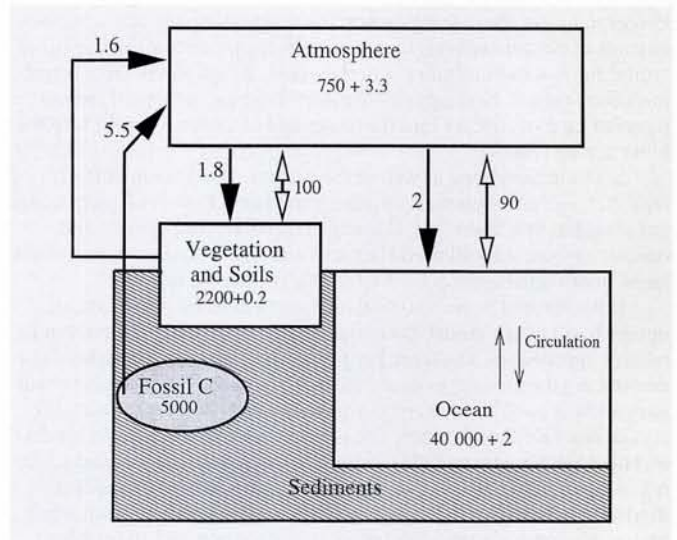 1.6
Atmosphere
750 + 3.3
5.5
1.8
100
2
90
Vegetation
and Soils
2200+0.2
Circulation
Fossil C
5000
Ocean
40 000 + 2
Sediments